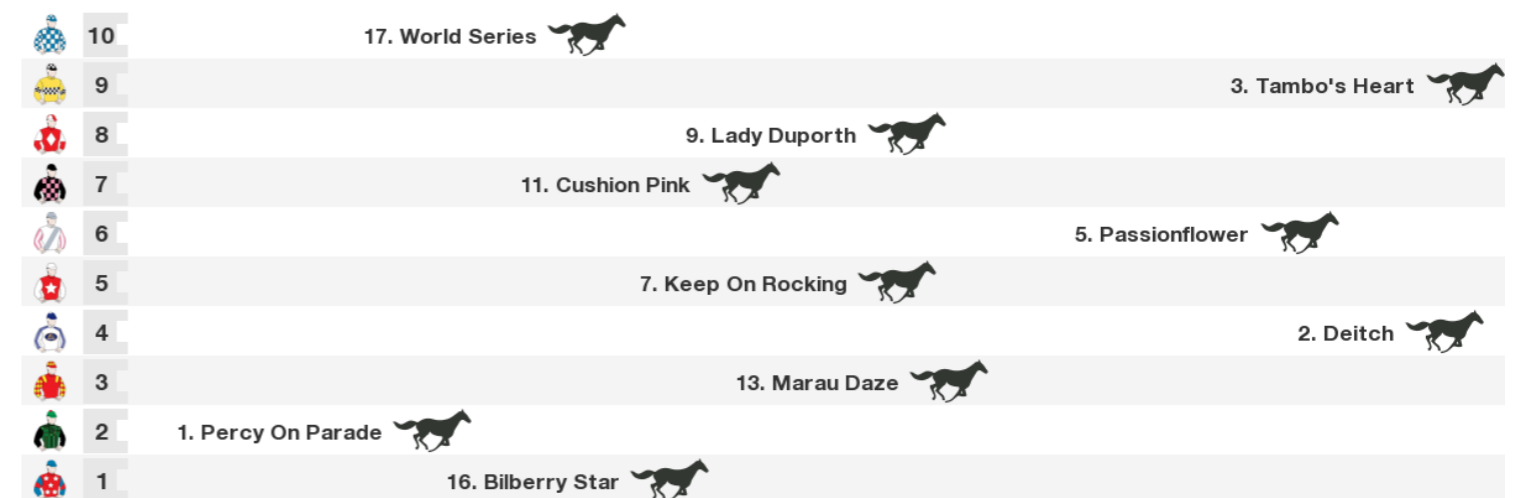 10 17. World Series
9 3. Tambo's Heart
8 9. Lady Duporth
7 11. Cushion Pink
6 5. Passionflower
5 7. Keep On Rocking
4 2. Deitch
3 13. Marau Daze
2 1. Percy On Parade
1 16. Bilberry Star